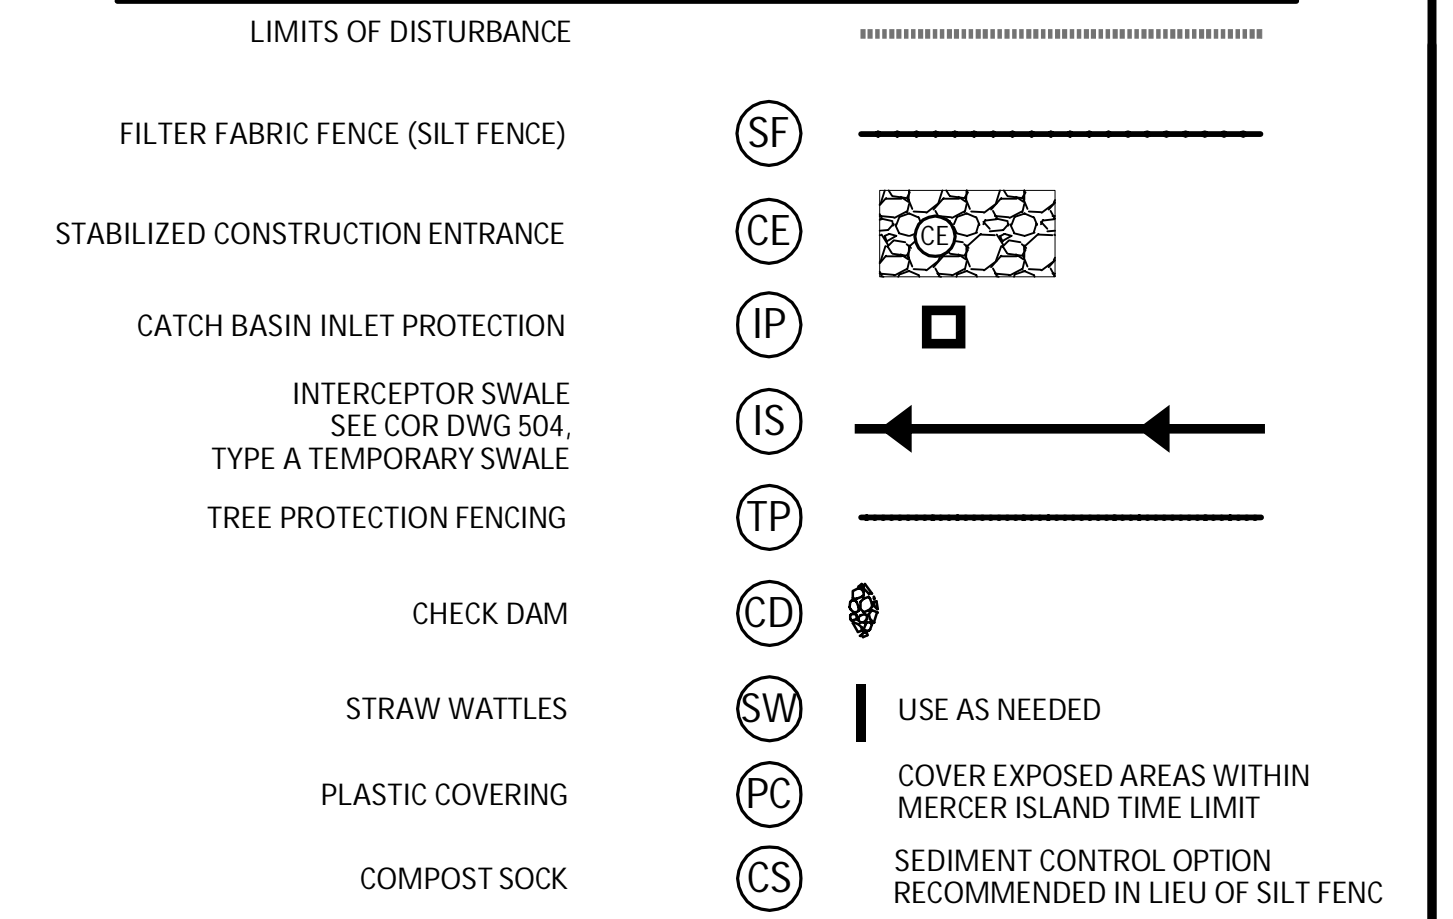 LIMITS OF DISTURBANCE
FILTER FABRIC FENCE (SILT FENCE) SF
STABILIZED CONSTRUCTION ENTRANCE CE CE
CATCH BASIN INLET PROTECTION IP
INTERCEPTOR SWALE
SEE COR DWG 504, IS
TYPE A TEMPORARY SWALE
TREE PROTECTION FENCING TP
CHECK DAM CD
STRAW WATTLES SW USE AS NEEDED
PLASTIC COVERING PC COVER EXPOSED AREAS WITHIN
MERCER ISLAND TIME LIMIT
COMPOST SOCK CS SEDIMENT CONTROL OPTION
RECOMMENDED IN LIEU OF SILT FENC